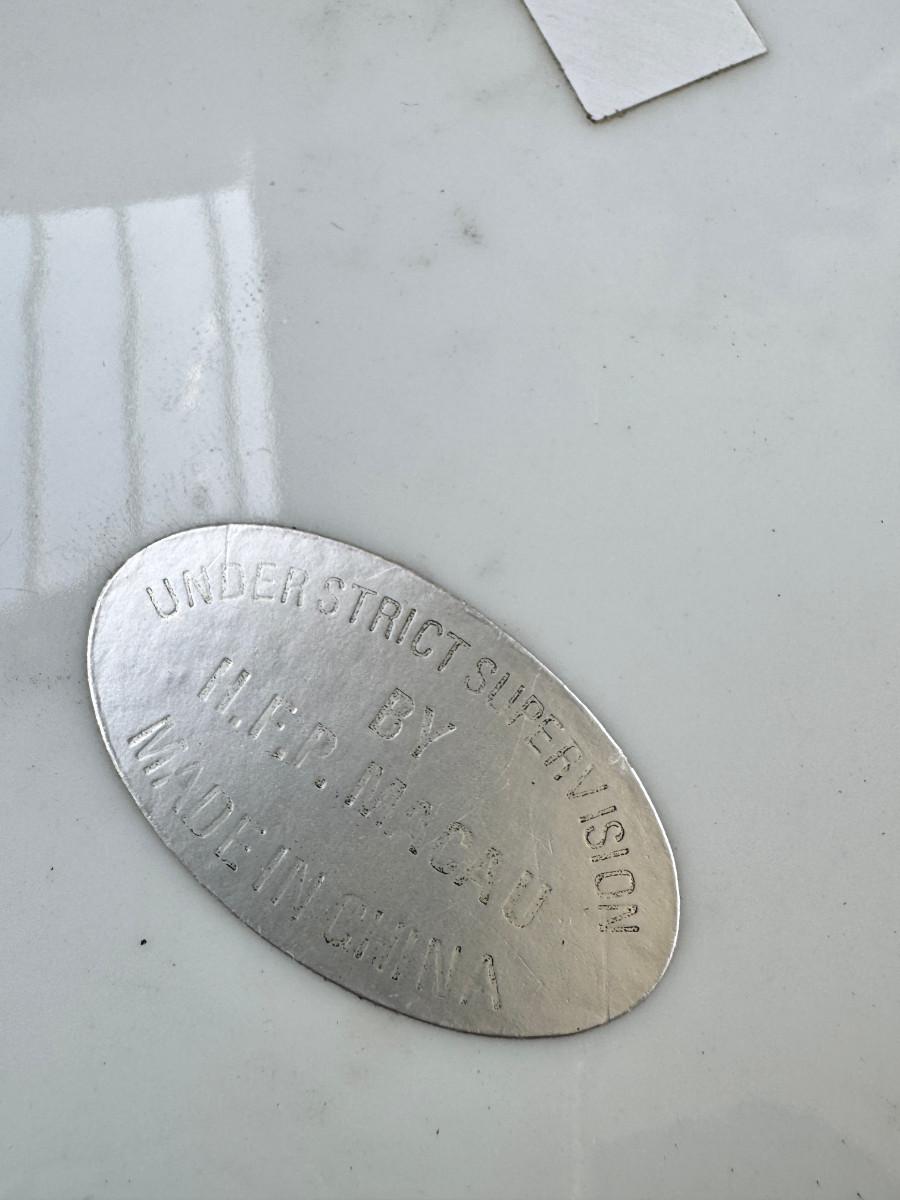 UNDER STRICT SUPERVISION
BY
H.F.P. MACAU
MADE IN CHINA